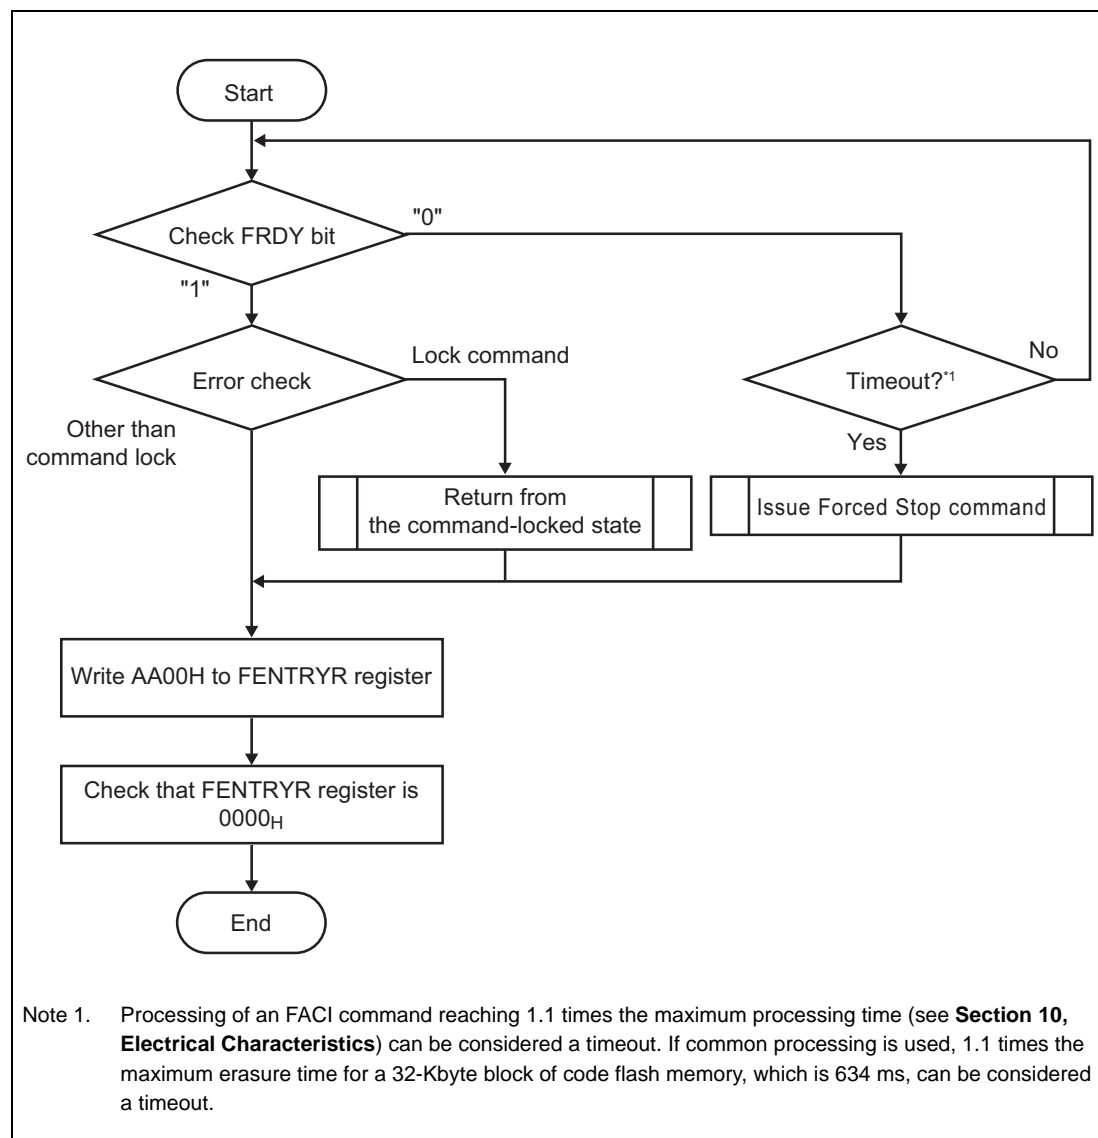 Start
Check FRDY bit
"0"
"1"
Error check
Lock command
Timeout?*1
No
Other than
command lock
Yes
Return from
the command-locked state
Issue Forced Stop command
Write AA00H to FENTRYR register
Check that FENTRYR register is
0000H
End
Note 1. Processing of an FACI command reaching 1.1 times the maximum processing time (see Section 10,
Electrical Characteristics) can be considered a timeout. If common processing is used, 1.1 times the
maximum erasure time for a 32-Kbyte block of code flash memory, which is 634 ms, can be considered
a timeout.